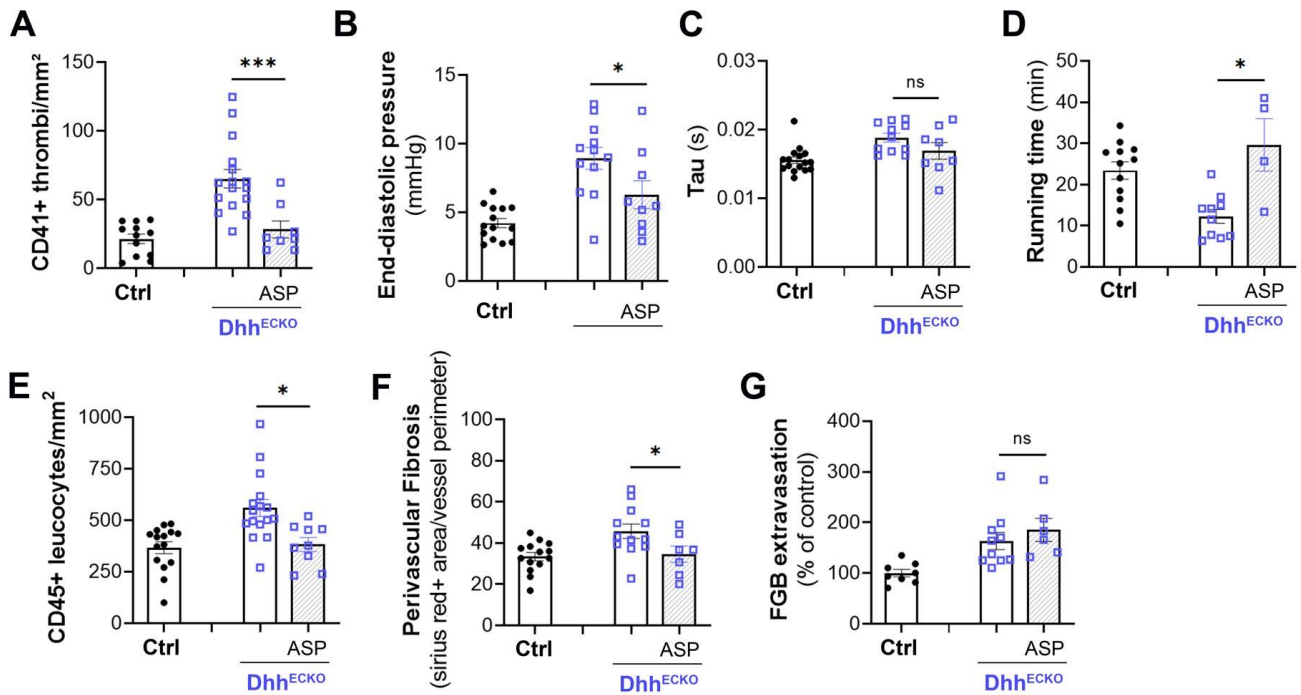 A
CD41+ thrombi/mm²
150
100
50
0
***
Ctrl
ASP
Dhh^ECKO
B
End-diastolic pressure
(mmHg)
15
10
5
0
*
Ctrl
ASP
C
Tau (s)
0.03
0.02
0.01
0.00
ns
Ctrl
ASP
Dhh^ECKO
D
Running time (min)
50
40
30
20
10
0
*
Ctrl
ASP
Dhh^ECKO
E
CD45+ leucocytes/mm²
1000
750
500
250
0
*
Ctrl
ASP
Dhh^ECKO
F
Perivascular Fibrosis
(sirius red+ area/vessel perimeter)
100
80
60
40
20
0
*
Ctrl
ASP
Dhh^ECKO
G
FGB extravasation
(% of control)
400
300
200
100
0
ns
Ctrl
ASP
Dhh^ECKO